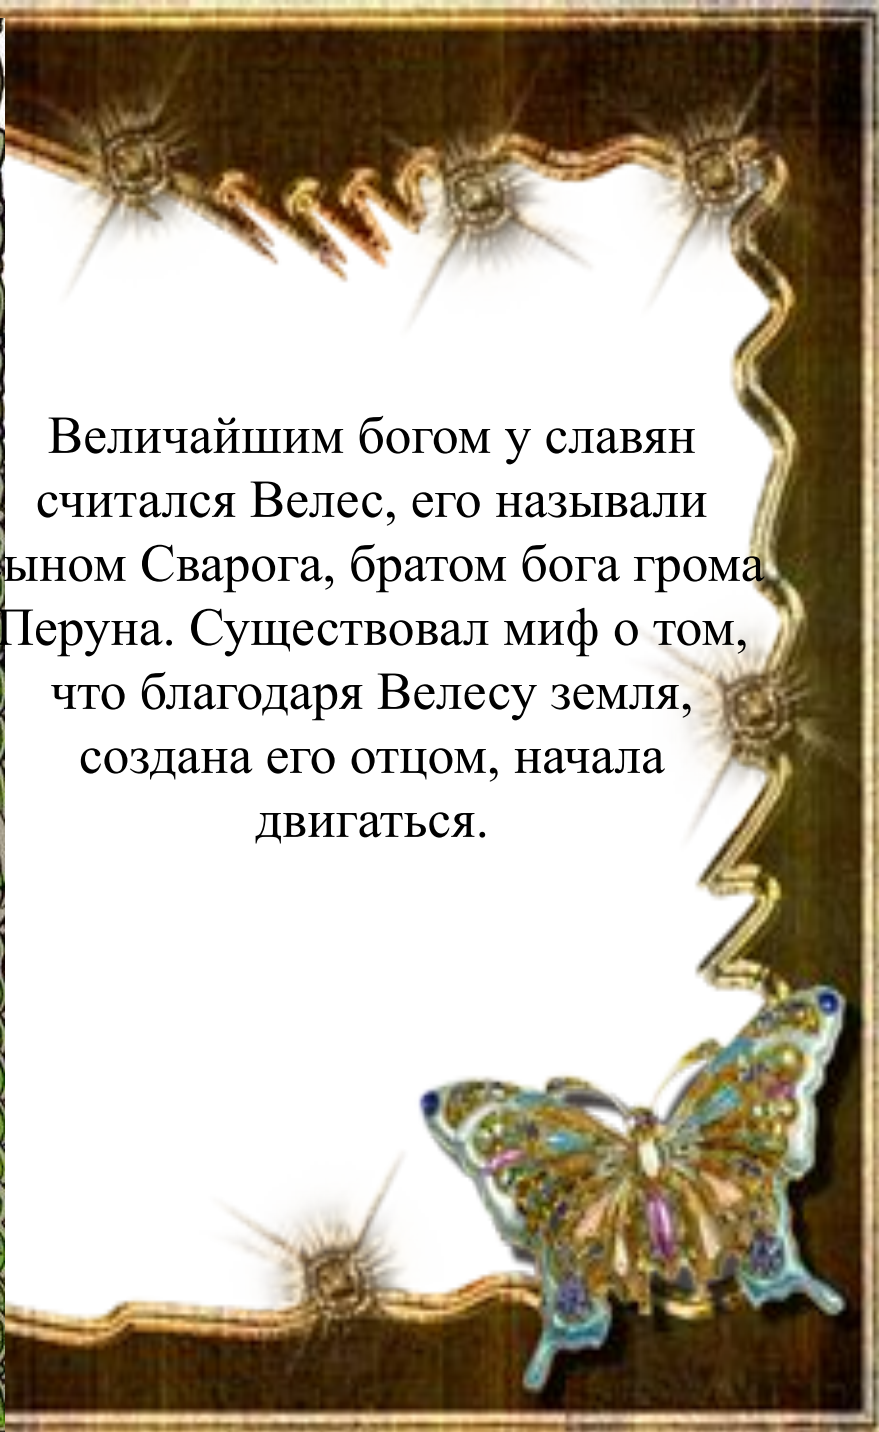 Величайшим богом у славян
считался Велес, его называли
ыном Сварога, братом бога грома
Перуна. Существовал миф о том,
что благодаря Велесу земля,
создана его отцом, начала
двигаться.